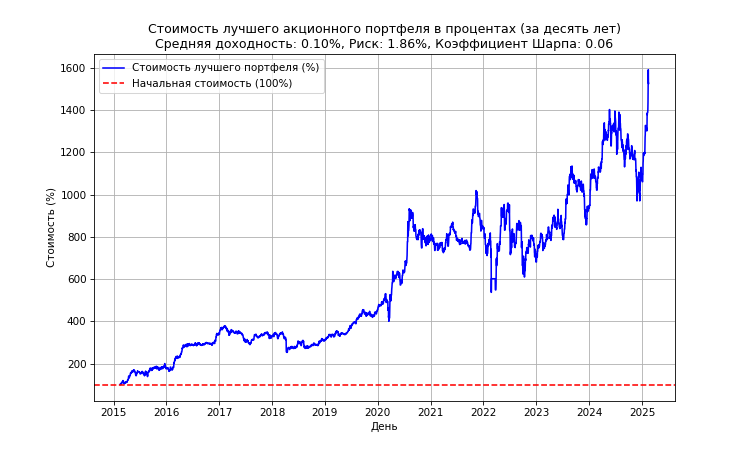 Стоимость лучшего акционного портфеля в процентах (за десять лет)
Средняя доходность: 0.10%, Риск: 1.86%, Коэффициент Шарпа: 0.06
Стоимость лучшего портфеля (%)
Начальная стоимость (100%)
Стоимость (%)
1600
1400
1200
1000
800
600
400
200
2015 2016 2017 2018 2019 2020 2021 2022 2023 2024 2025
День